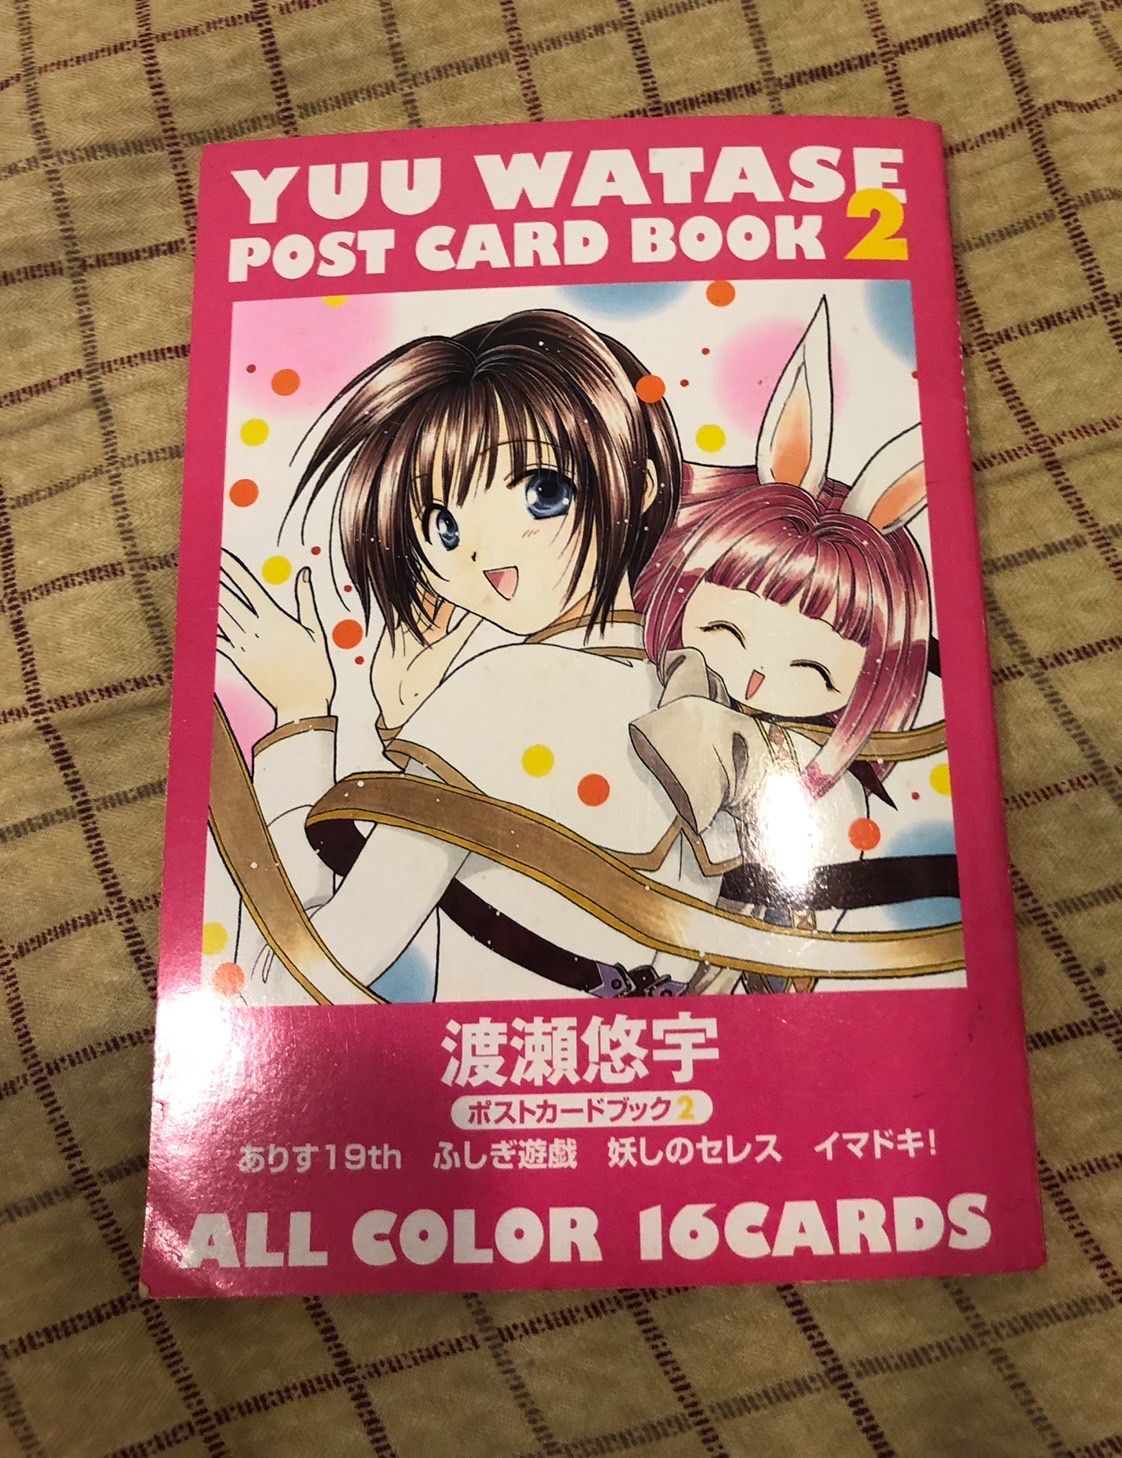 YUU WATASE
POST CARD BOOK 2
渡瀬悠宇
ポストカードブック2
ありす19th ふしぎ遊戯 妖しのセレス イマドキ!
ALL COLOR 16CARDS